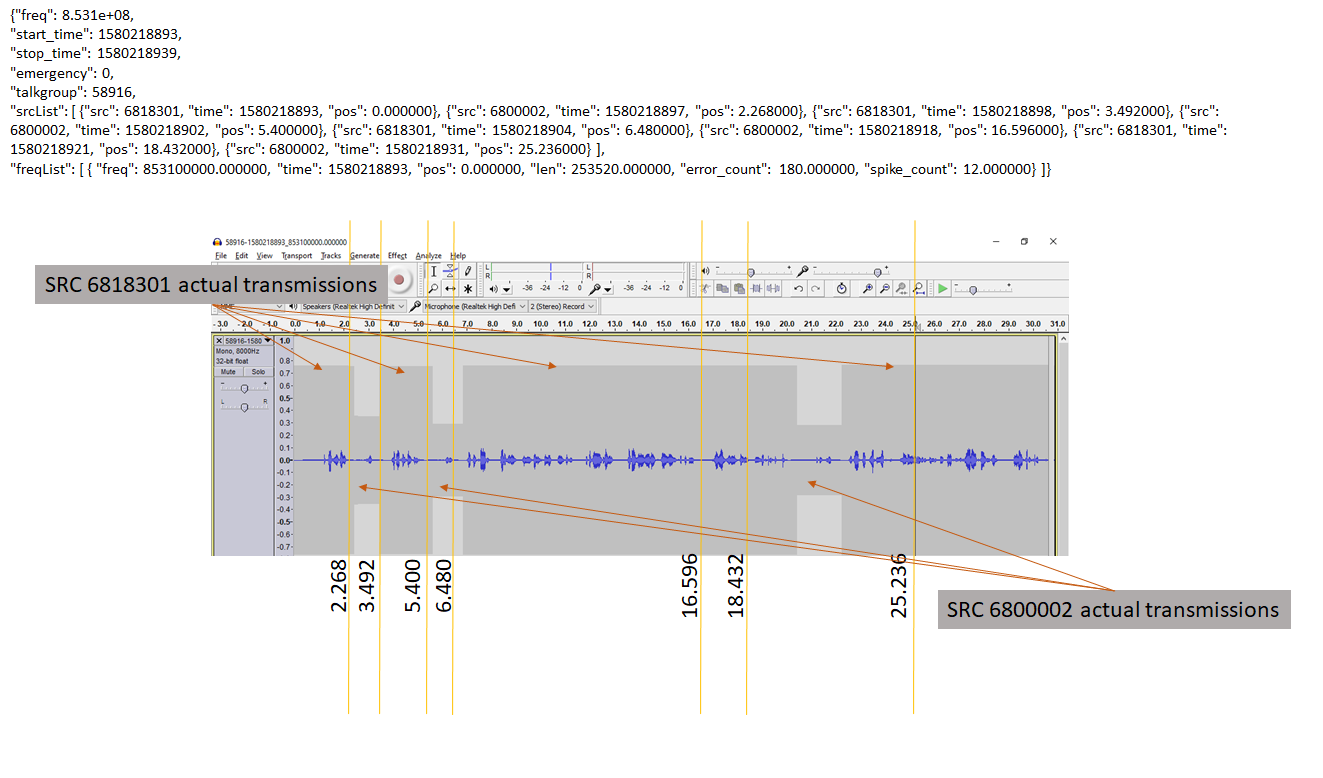 {"freq": 8.531e+08,
"start_time": 1580218893,
"stop_time": 1580218939,
"emergency": 0,
"talkgroup": 58916,
"srcList": [ {"src": 6818301, "time": 1580218893, "pos": 0.000000}, {"src": 6800002, "time": 1580218897, "pos": 2.268000}, {"src": 6818301, "time": 1580218898, "pos": 3.492000}, {"src":
6800002, "time": 1580218902, "pos": 5.400000}, {"src": 6818301, "time": 1580218904, "pos": 6.480000}, {"src": 6800002, "time": 1580218918, "pos": 16.596000}, {"src": 6818301, "time":
1580218921, "pos": 18.432000}, {"src": 6800002, "time": 1580218931, "pos": 25.236000} ],
"freqList": [ { "freq": 853100000.000000, "time": 1580218893, "pos": 0.000000, "len": 253520.000000, "error_count": 180.000000, "spike_count": 12.000000} ]}
58916-1580218893_853100000.000000
File Edit View Transport Tracks Generate Effect Analyze Help
SRC 6818301 actual transmissions
L R
L R
-36 -24 -12 0
-36 -24 -12 0
Speakers (Realtek High Definit
Microphone (Realtek High Defi
2 (Stereo) Record
-3.0 -2.0 -1.0 0.0 1.0 2.0 3.0 4.0 5.0 6.0 7.0 8.0 9.0 10.0 11.0 12.0 13.0 14.0 15.0 16.0 17.0 18.0 19.0 20.0 21.0 22.0 23.0 24.0 25.0 26.0 27.0 28.0 29.0 30.0 31.0
58916-1580
Mono, 8000Hz
32-bit float
Mute Solo
- +
L R
1.0
0.8
0.7
0.6
0.5
0.4
0.3
0.2
0.1
0.0
-0.1
-0.2
-0.3
-0.4
-0.5
-0.6
-0.7
2.268
3.492
5.400
6.480
16.596
18.432
25.236
SRC 6800002 actual transmissions